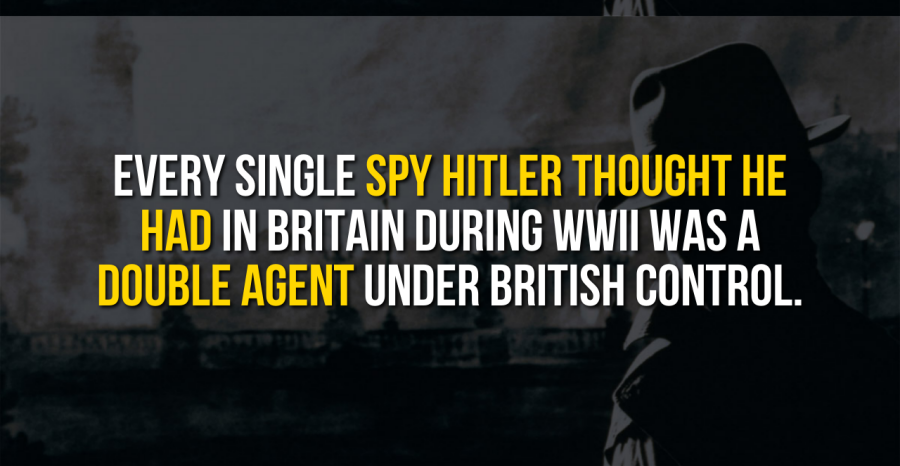 EVERY SINGLE SPY HITLER THOUGHT HE
HAD IN BRITAIN DURING WWII WAS A
DOUBLE AGENT UNDER BRITISH CONTROL.